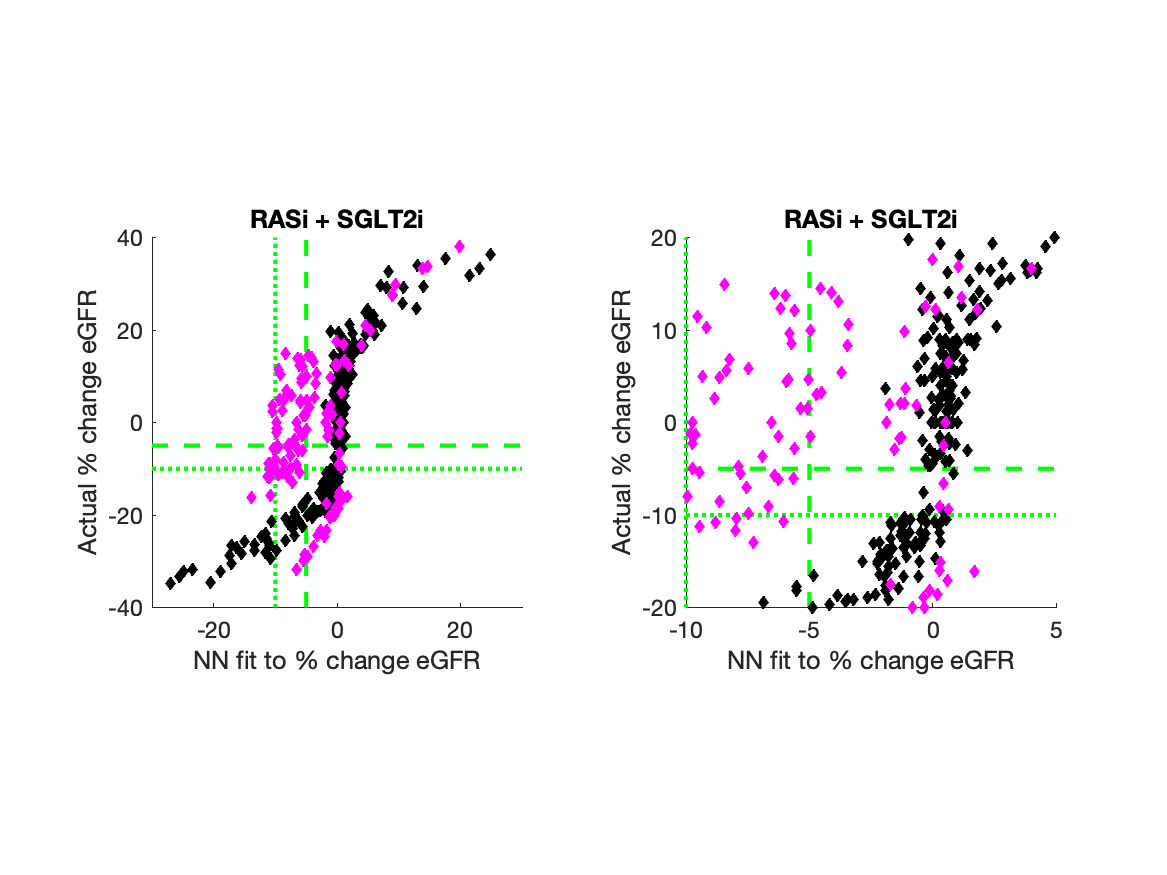 RASi + SGLT2i
40
20
0
-20
-40
-20
0
20
Actual % change eGFR
NN fit to % change eGFR
RASi + SGLT2i
20
10
0
-10
-20
-10
-5
0
5
Actual % change eGFR
NN fit to % change eGFR